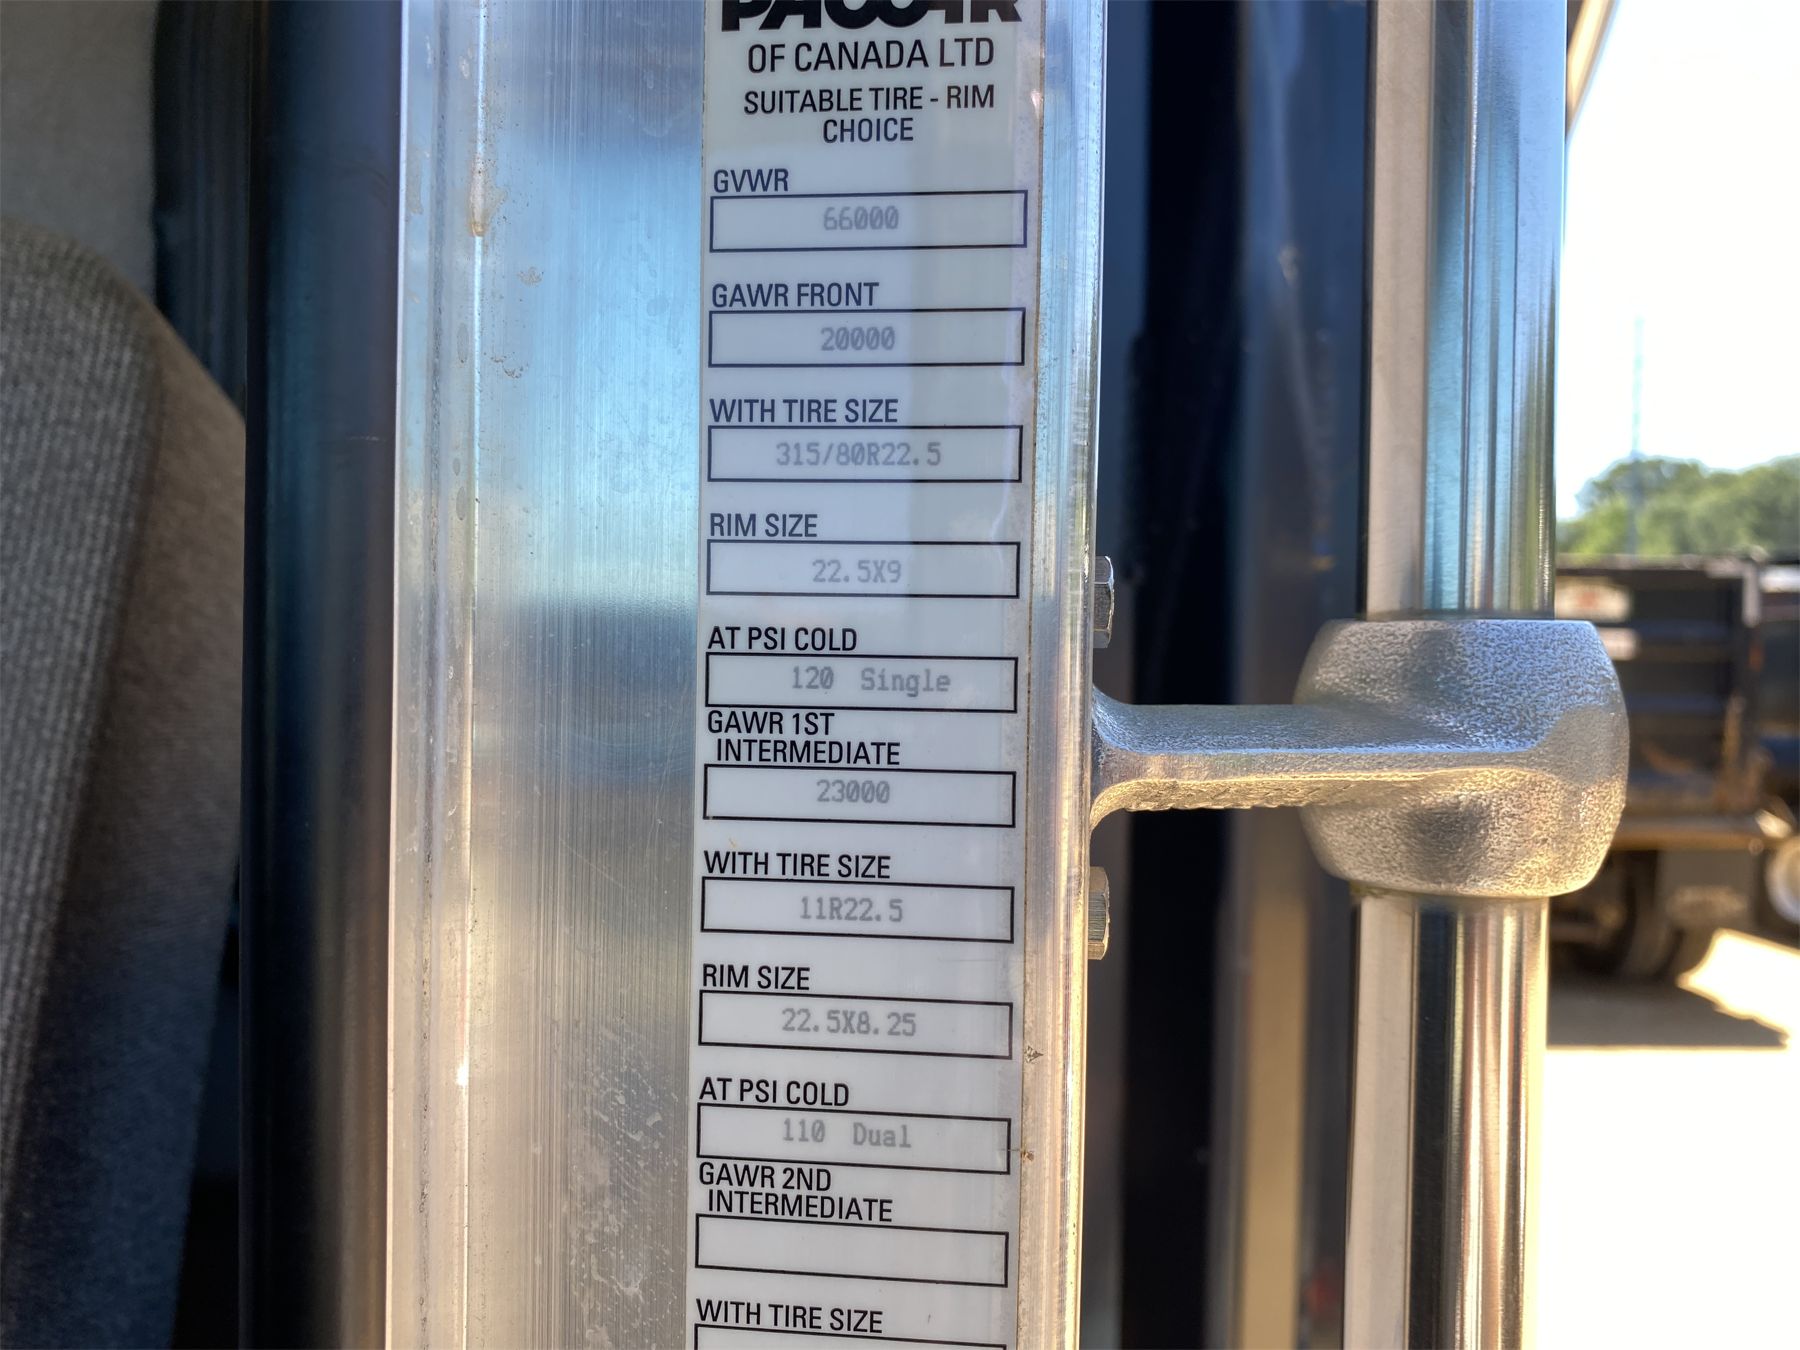 PACCAR
OF CANADA LTD
SUITABLE TIRE - RIM
CHOICE
GVWR
66000
GAWR FRONT
20000
WITH TIRE SIZE
315/80R22.5
RIM SIZE
22.5X9
AT PSI COLD
120 Single
GAWR 1ST
INTERMEDIATE
23000
WITH TIRE SIZE
11R22.5
RIM SIZE
22.5X8.25
AT PSI COLD
110 Dual
GAWR 2ND
INTERMEDIATE
WITH TIRE SIZE